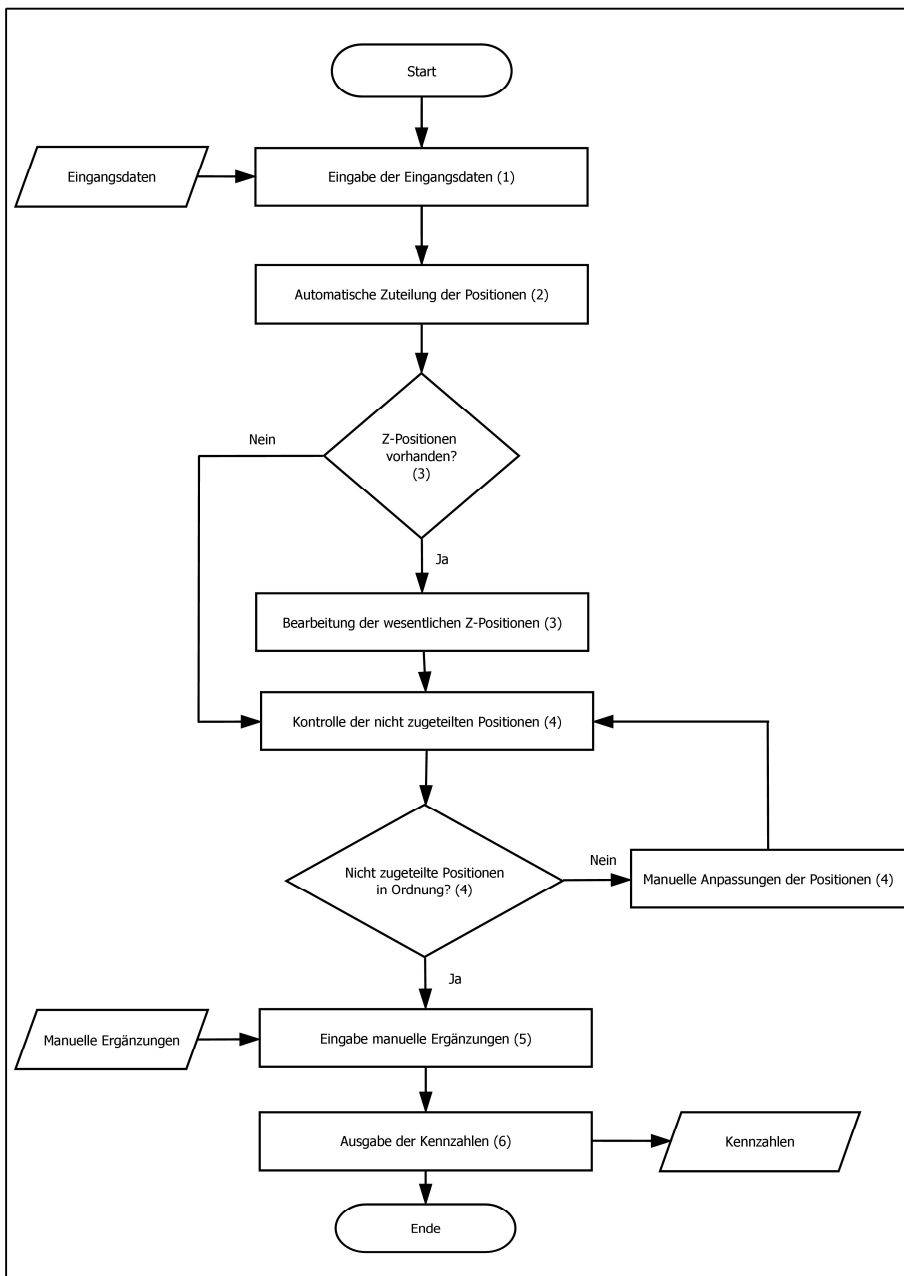 Start
Eingangsdaten
Eingabe der Eingangsdaten (1)
Automatische Zuteilung der Positionen (2)
Z-Positionen
vorhanden?
(3)
Nein
Ja
Bearbeitung der wesentlichen Z-Positionen (3)
Kontrolle der nicht zugeteilten Positionen (4)
Nicht zugeteilte Positionen
in Ordnung? (4)
Nein
Manuelle Anpassungen der Positionen (4)
Ja
Manuelle Ergänzungen
Eingabe manuelle Ergänzungen (5)
Ausgabe der Kennzahlen (6)
Kennzahlen
Ende